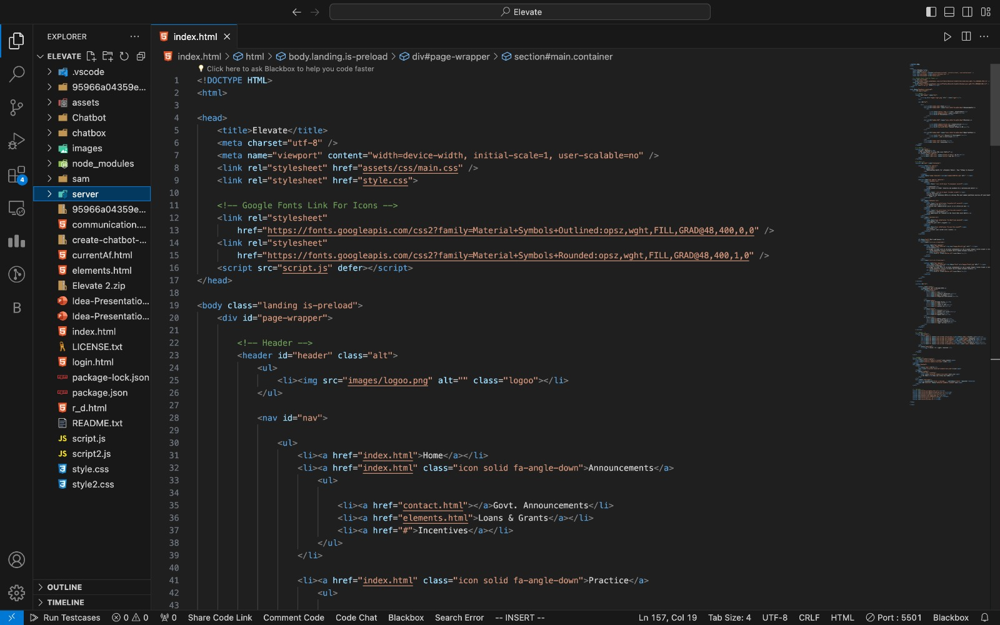 Elevate
EXPLORER
ELEVATE
.vscode
95966a04359e...
assets
Chatbot
chatbox
images
node_modules
sam
server
95966a04359e...
communication....
create-chatbot-...
currentAf.html
elements.html
Elevate 2.zip
Idea-Presentatio...
Idea-Presentatio...
index.html
LICENSE.txt
login.html
package-lock.json
package.json
r_d.html
README.txt
JS script.js
JS script2.js
style.css
style2.css
OUTLINE
TIMELINE
4
B
index.html
index.html > html > body.landing.is-preload > div#page-wrapper > section#main.container
Click here to ask Blackbox to help you code faster
1 <!DOCTYPE HTML>
2 <html>
3
4 <head>
5 <title>Elevate</title>
6 <meta charset="utf-8" />
7 <meta name="viewport" content="width=device-width, initial-scale=1, user-scalable=no" />
8 <link rel="stylesheet" href="assets/css/main.css" />
9 <link rel="stylesheet" href="style.css">
10
11 <!-- Google Fonts Link For Icons -->
12 <link rel="stylesheet"
13 href="https://fonts.googleapis.com/css2?family=Material+Symbols+Outlined:opsz,wght,FILL,GRAD@48,400,0,0" />
14 <link rel="stylesheet"
15 href="https://fonts.googleapis.com/css2?family=Material+Symbols+Rounded:opsz,wght,FILL,GRAD@48,400,1,0" />
16 <script src="script.js" defer></script>
17 </head>
18
19 <body class="landing is-preload">
20 <div id="page-wrapper">
21
22 <!-- Header -->
23 <header id="header" class="alt">
24 <ul>
25 <li><img src="images/logoo.png" alt="" class="logoo"></li>
26 </ul>
27
28 <nav id="nav">
29
30 <ul>
31 <li><a href="index.html">Home</a></li>
32 <li><a href="index.html" class="icon solid fa-angle-down">Announcements</a>
33 <ul>
34
35 <li><a href="contact.html"></a>Govt. Announcements</li>
36 <li><a href="elements.html">Loans & Grants</a></li>
37 <li><a href="#">Incentives</a></li>
38 </ul>
39 </li>
40
41 <li><a href="index.html" class="icon solid fa-angle-down">Practice</a>
42 <ul>
43
Run Testcases 0 0 0 Share Code Link Comment Code Code Chat Blackbox Search Error -- INSERT -- Ln 157, Col 19 Tab Size: 4 UTF-8 CRLF HTML Port : 5501 Blackbox